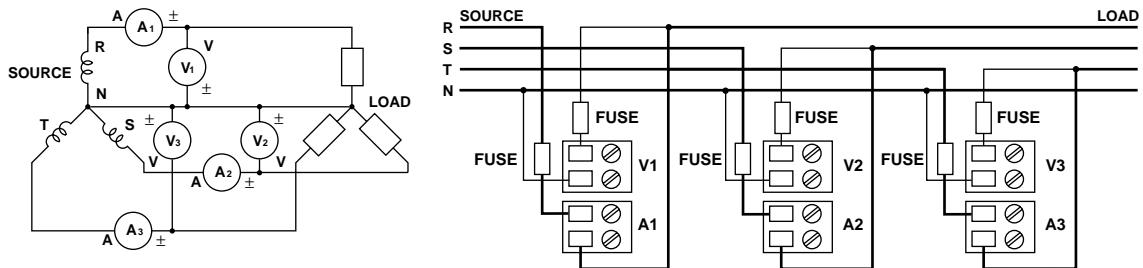 A
A1
±
R
V
V1
±
SOURCE
N
LOAD
T
S
±
V3
V
±
V2
V
A
A2
±
A
A3
±
SOURCE
LOAD
R
S
T
N
FUSE
FUSE
V1
A1
FUSE
FUSE
V2
A2
FUSE
FUSE
V3
A3